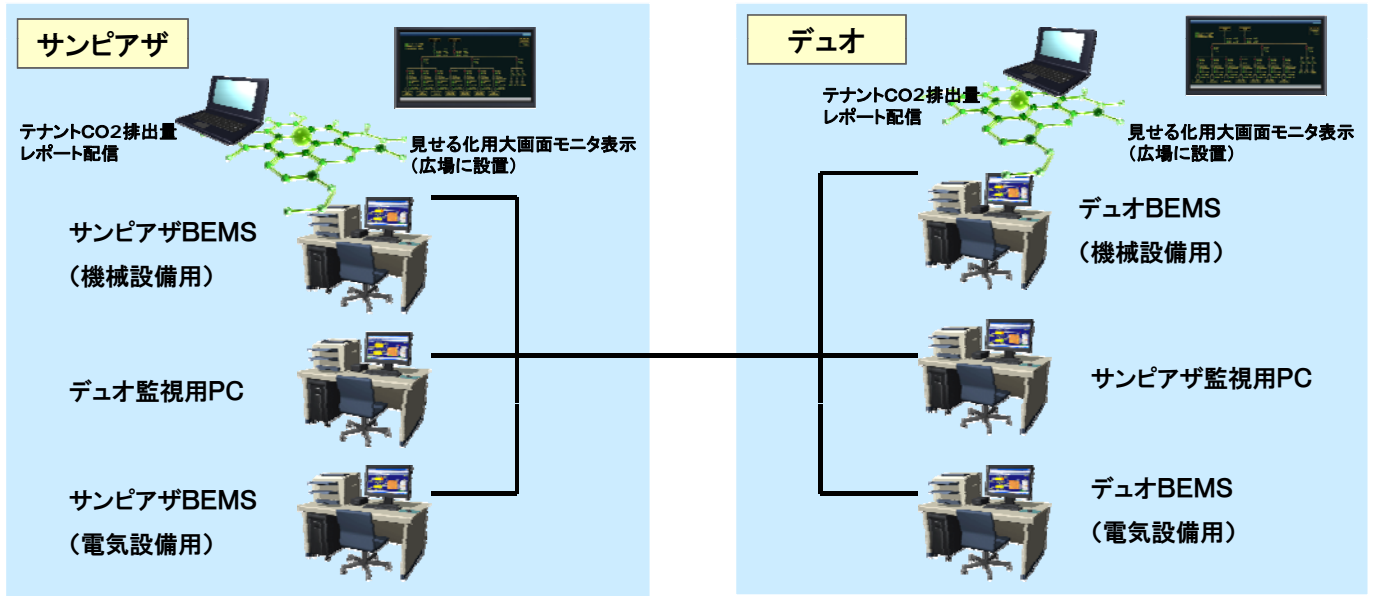 サンピアザ
テナントCO2排出量
レポート配信
見せる化用大画面モニタ表示
（広場に設置）
サンピアザBEMS
（機械設備用）
デュオ監視用PC
サンピアザBEMS
（電気設備用）
デュオ
テナントCO2排出量
レポート配信
見せる化用大画面モニタ表示
（広場に設置）
デュオBEMS
（機械設備用）
サンピアザ監視用PC
デュオBEMS
（電気設備用）